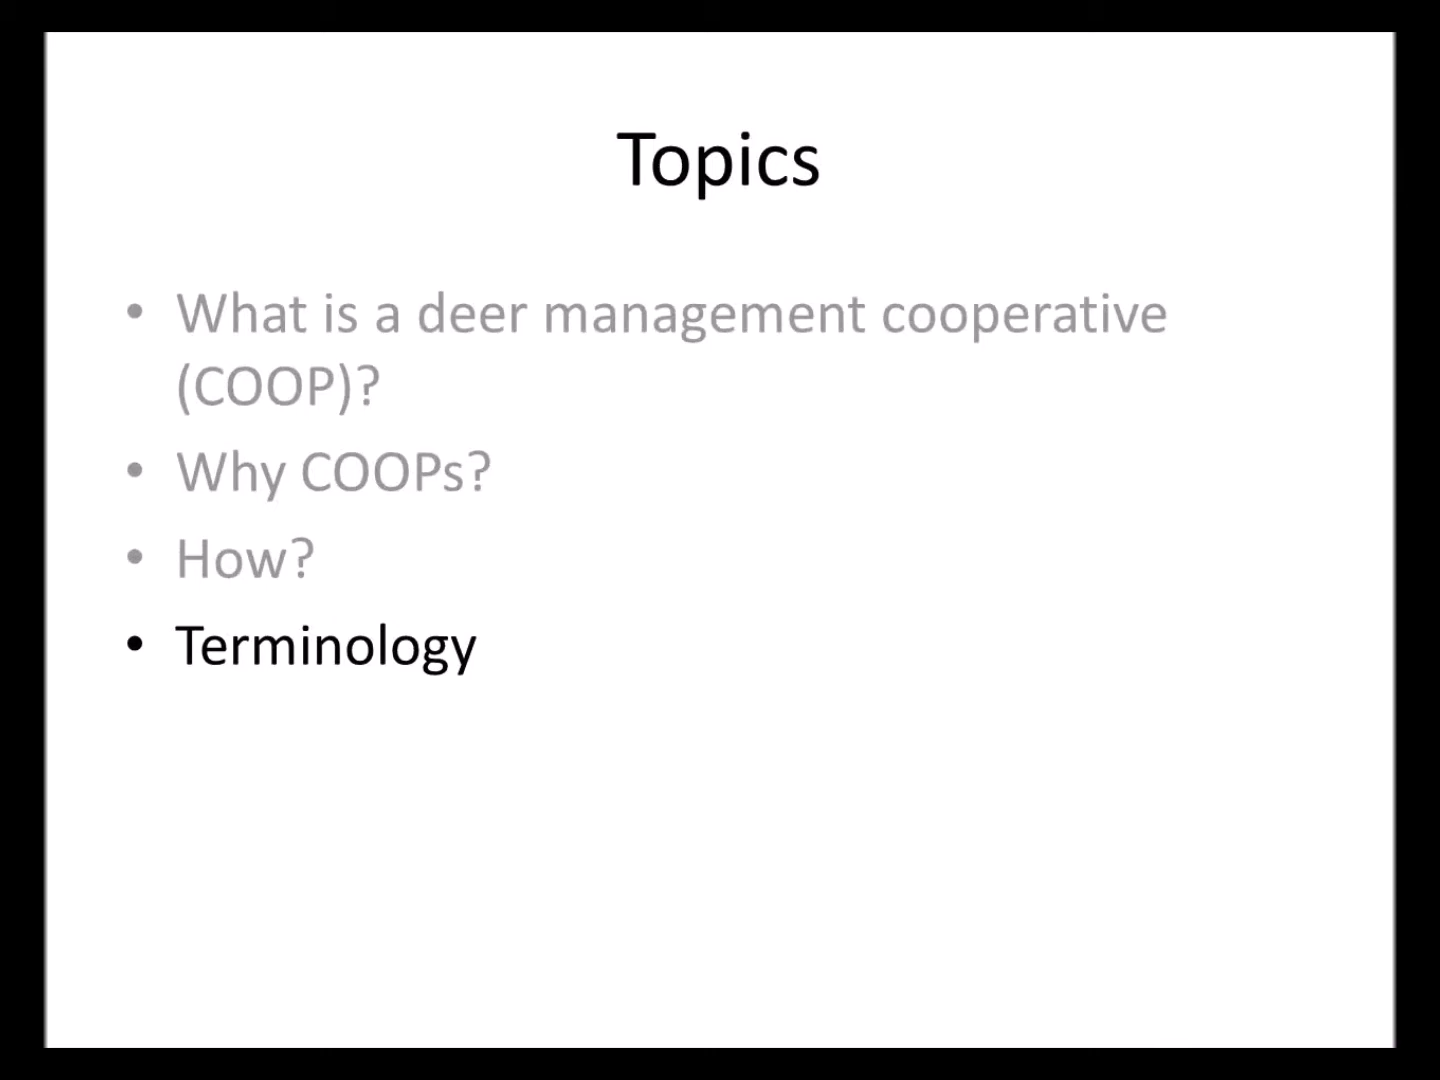 Topics
• What is a deer management cooperative
(COOP)?
• Why COOPs?
• How?
• Terminology